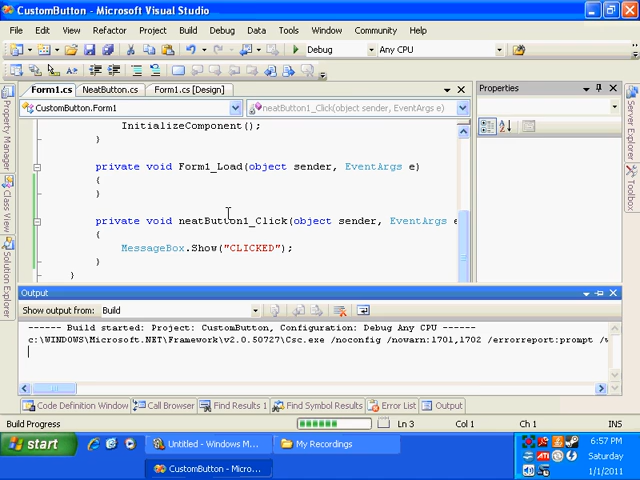 CustomButton - Microsoft Visual Studio
File Edit View Refactor Project Build Debug Data Tools Test Window Community Help
Debug Any CPU
Form1.cs NeatButton.cs Form1.cs [Design]
CustomButton.Form1 neatButton1_Click(object sender, EventArgs e)
InitializeComponent();
}
private void Form1_Load(object sender, EventArgs e)
{
}
private void neatButton1_Click(object sender, EventArgs e
{
MessageBox.Show("CLICKED");
}
}
Properties
Property Manager
Class View
Solution Explorer
Server Explorer
Toolbox
Output
Show output from: Build
------ Build started: Project: CustomButton, Configuration: Debug Any CPU ------
c:\WINDOWS\Microsoft.NET\Framework\v2.0.50727\Csc.exe /noconfig /nowarn:1701,1702 /errorreport:prompt /w
Code Definition Window Call Browser Find Results 1 Find Symbol Results Error List Output
Build Progress Ln 3 Col 1 Ch 1 INS
start Untitled - Windows M... My Recordings
CustomButton - Micro...
6:57 PM
Saturday
1/1/2011